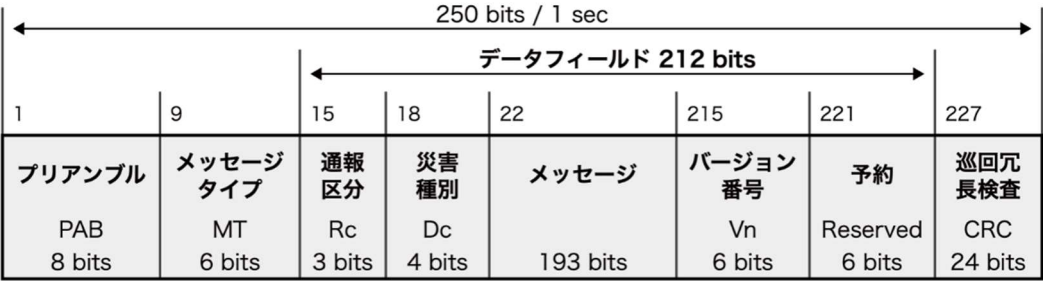 250 bits / 1 sec
データフィールド 212 bits
1 9 15 18 22 215 221 227
プリアンブル
PAB
8 bits
メッセージ
タイプ
MT
6 bits
通報
区分
Rc
3 bits
災害
種別
Dc
4 bits
メッセージ
193 bits
バージョン
番号
Vn
6 bits
予約
Reserved
6 bits
巡回冗
長検査
CRC
24 bits